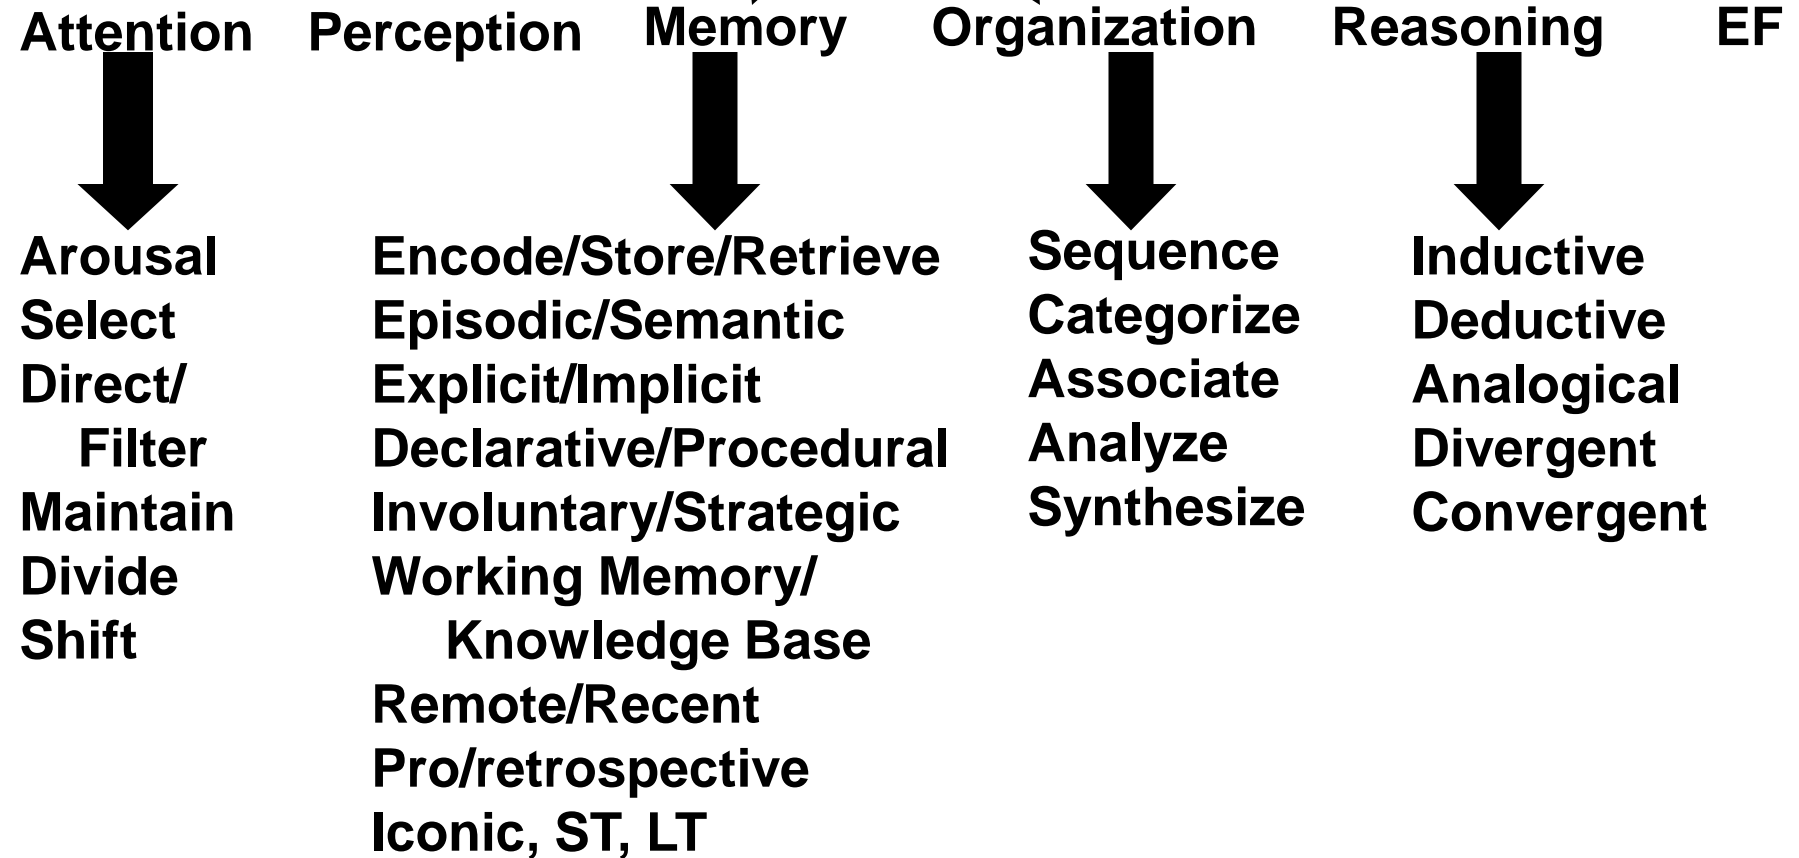 Attention Perception Memory Organization Reasoning EF
Arousal
Select
Direct/
Filter
Maintain
Divide
Shift
Encode/Store/Retrieve
Episodic/Semantic
Explicit/Implicit
Declarative/Procedural
Involuntary/Strategic
Working Memory/
Knowledge Base
Remote/Recent
Pro/retrospective
Iconic, ST, LT
Sequence
Categorize
Associate
Analyze
Synthesize
Inductive
Deductive
Analogical
Divergent
Convergent